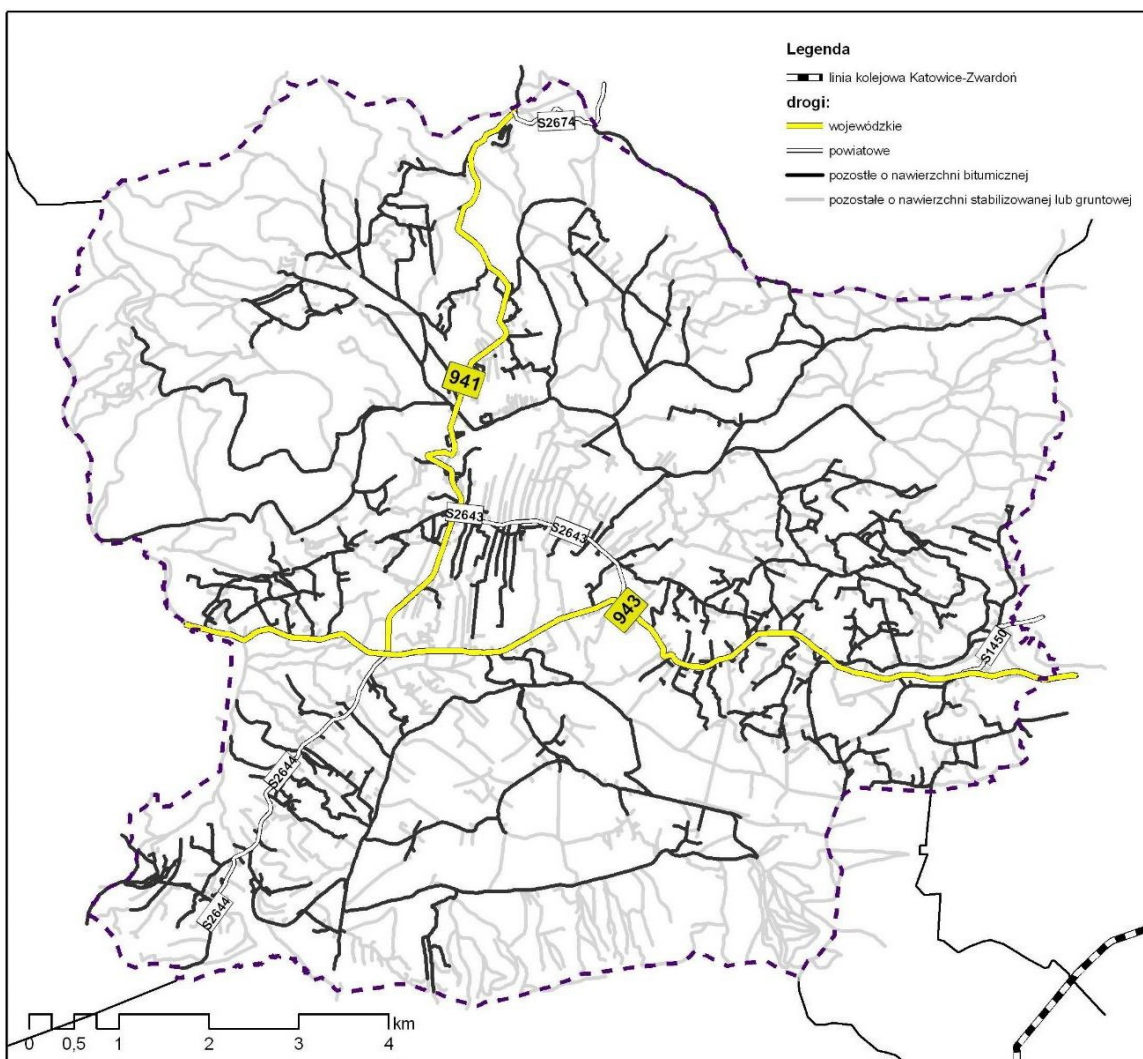 Legenda
linia kolejowa Katowice-Zwardoń
drogi:
wojewódzkie
powiatowe
pozostłe o nawierzchni bitumicznej
pozostałe o nawierzchni stabilizowanej lub gruntowej
S2674
941
S2643
S2643
943
S1450
S2644
S2644
km
0 0,5 1 2 3 4